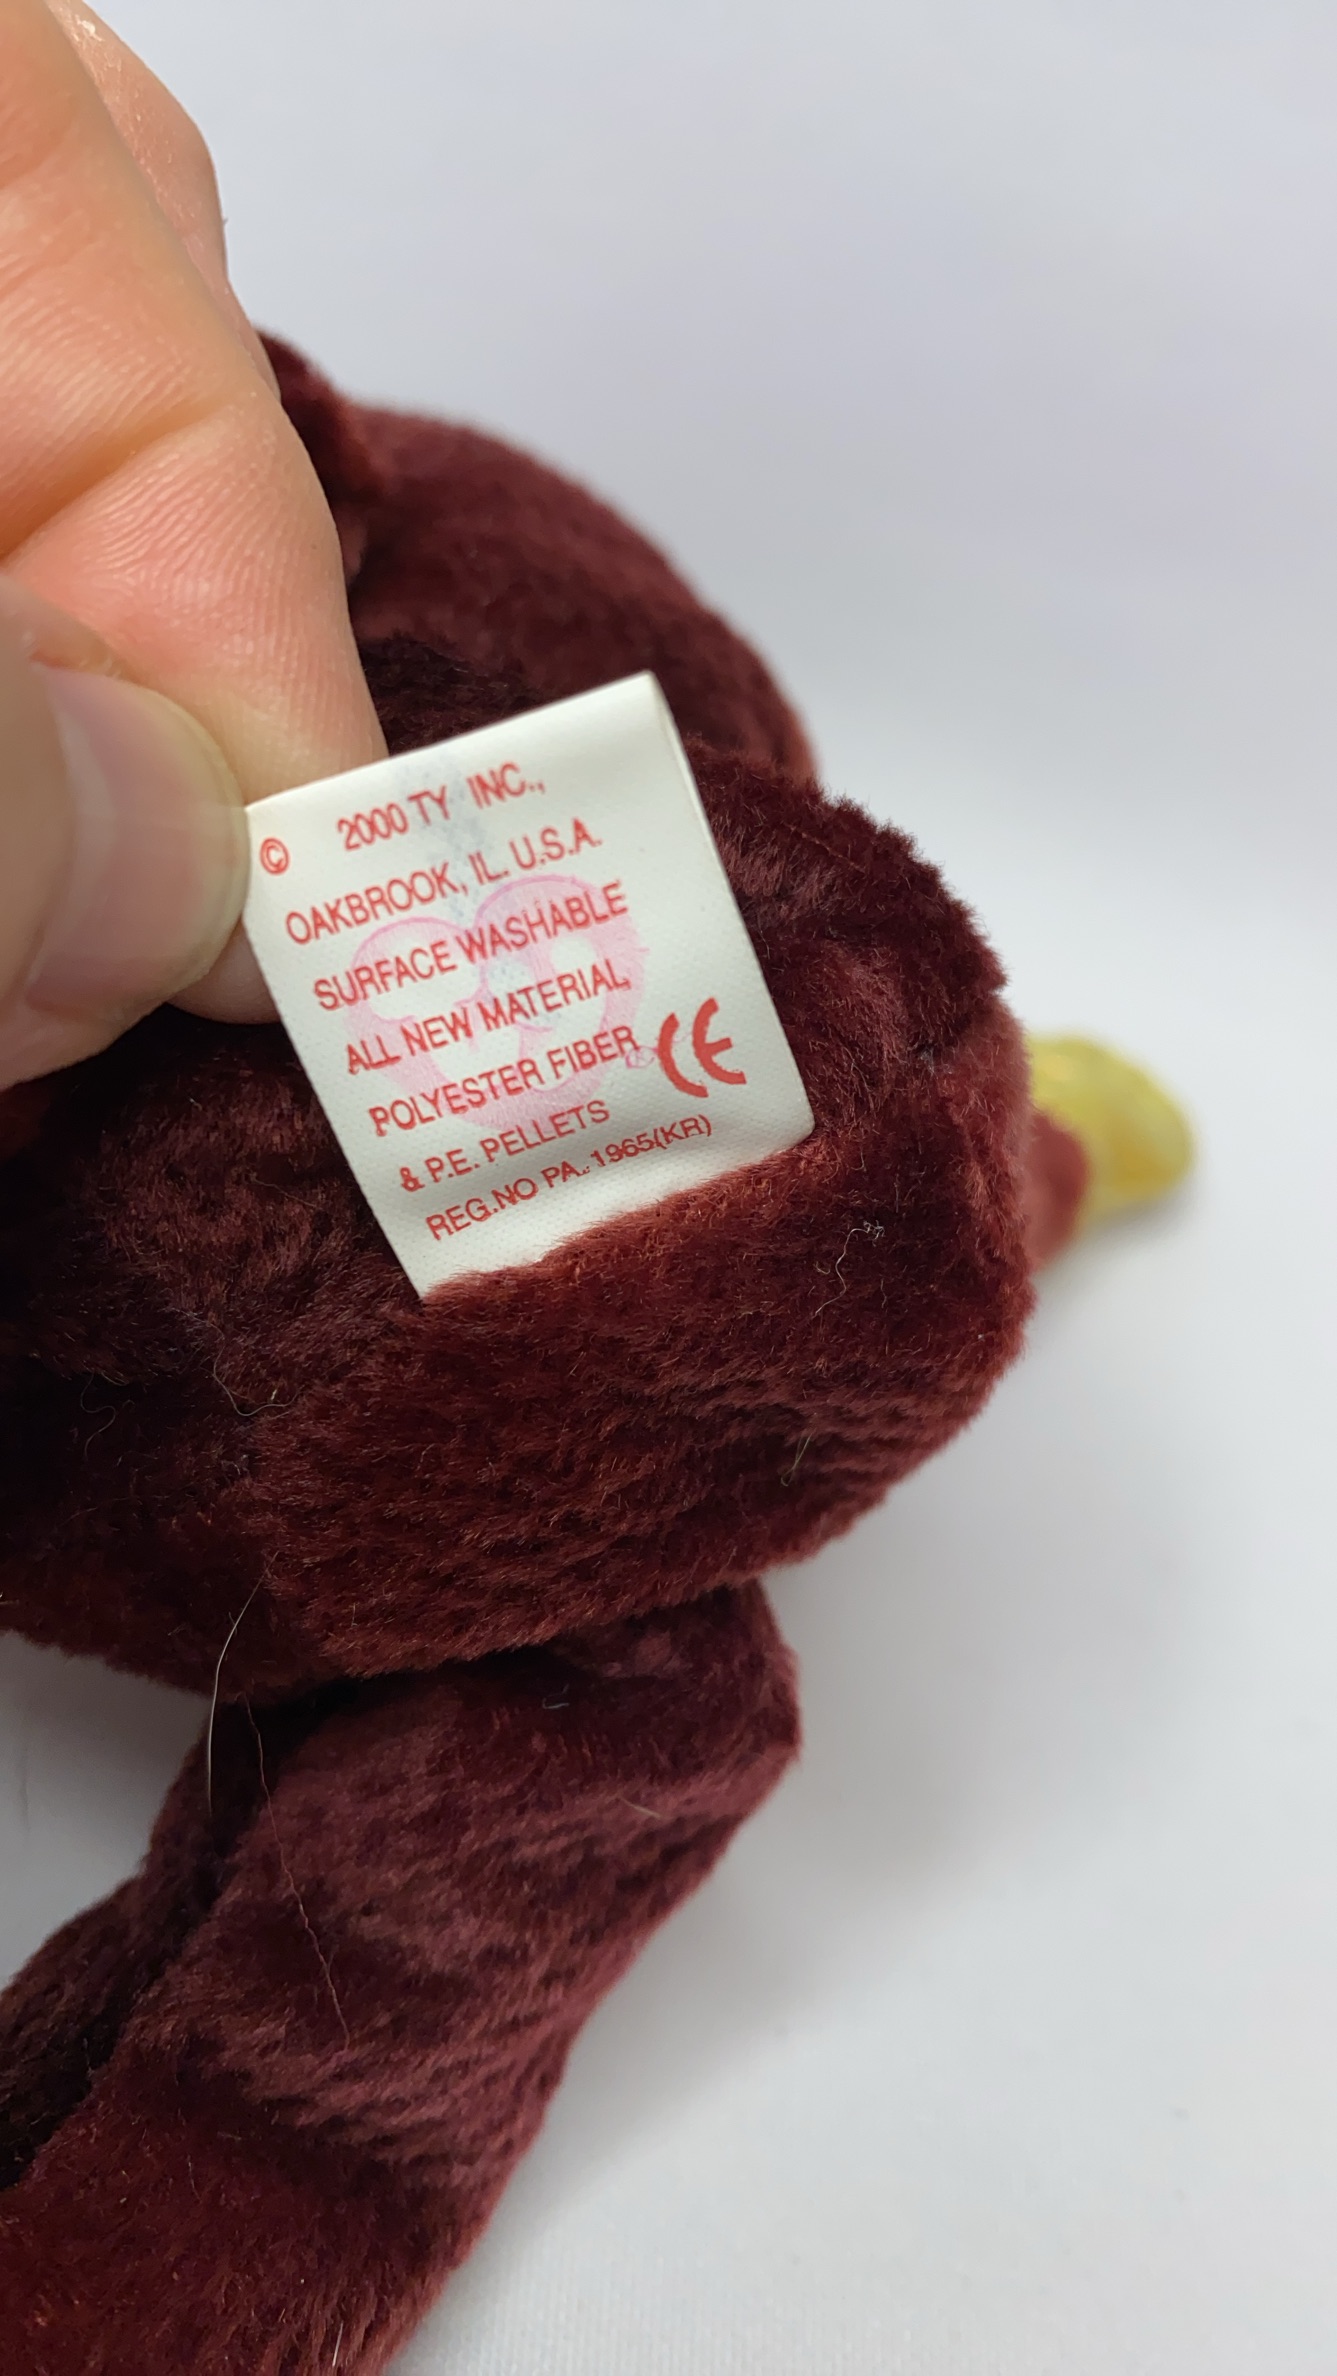 © 2000 TY INC.,
OAKBROOK, IL. U.S.A.
SURFACE WASHABLE
ALL NEW MATERIAL,
POLYESTER FIBER
& P.E. PELLETS CE
REG.NO PA. 1965(KR)